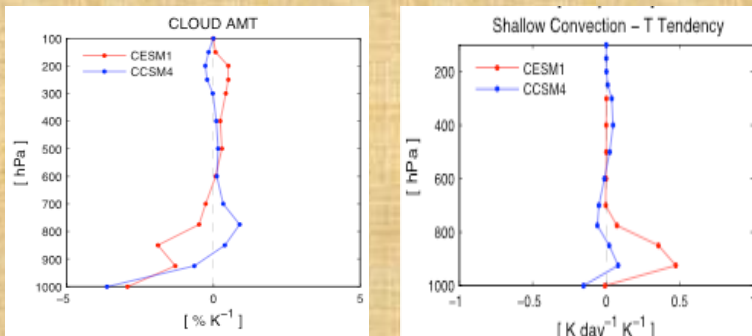 CLOUD AMT
100
200
300
400
500
600
700
800
900
1000
CESM1
CCSM4
[ hPa ]
−5
0
5
[ % K⁻¹ ]
Shallow Convection − T Tendency
200
400
600
800
1000
CESM1
CCSM4
[ hPa ]
−1
−0.5
0
0.5
[ K day⁻¹ K⁻¹ ]